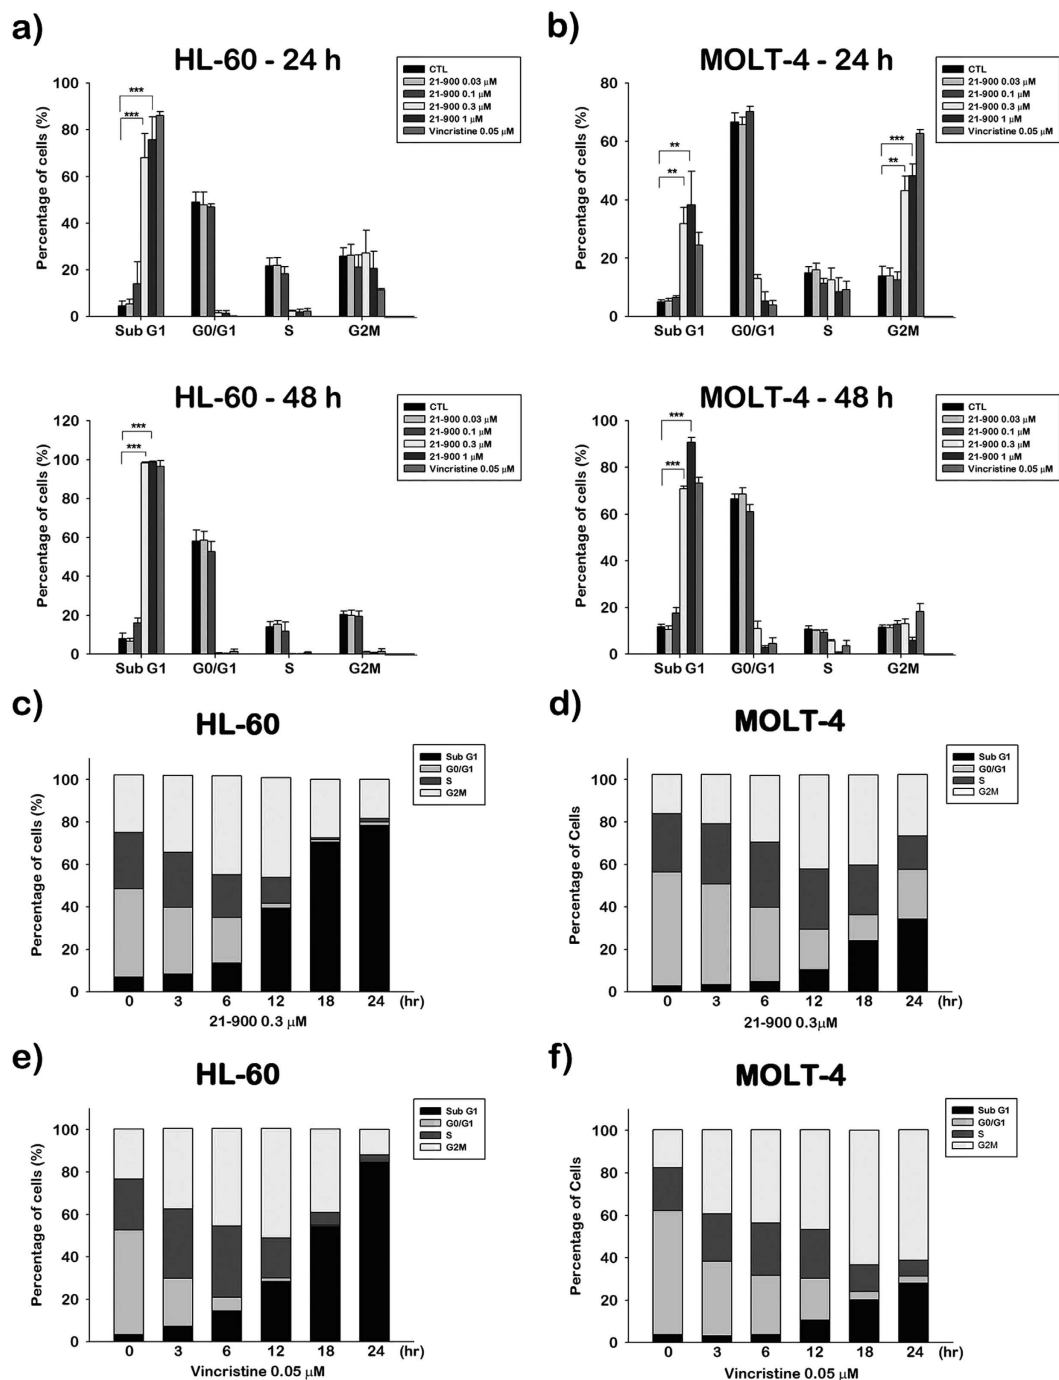 a)
HL-60 - 24 h
Percentage of cells (%)
100
80
60
40
20
0
***
***
Sub G1 G0/G1 S G2M
CTL
21-900 0.03 μM
21-900 0.1 μM
21-900 0.3 μM
21-900 1 μM
Vincristine 0.05 μM
b)
MOLT-4 - 24 h
Percentage of cells (%)
80
60
40
20
0
**
**
***
**
Sub G1 G0/G1 S G2M
CTL
21-900 0.03 μM
21-900 0.1 μM
21-900 0.3 μM
21-900 1 μM
Vincristine 0.05 μM
HL-60 - 48 h
Percentage of cells (%)
120
100
80
60
40
20
0
***
***
Sub G1 G0/G1 S G2M
CTL
21-900 0.03 μM
21-900 0.1 μM
21-900 0.3 μM
21-900 1 μM
Vincristine 0.05 μM
MOLT-4 - 48 h
Percentage of cells (%)
100
80
60
40
20
0
***
***
Sub G1 G0/G1 S G2M
CTL
21-900 0.03 μM
21-900 0.1 μM
21-900 0.3 μM
21-900 1 μM
Vincristine 0.05 μM
c)
HL-60
Percentage of cells (%)
100
80
60
40
20
0
0 3 6 12 18 24 (hr)
21-900 0.3 μM
Sub G1
G0/G1
S
G2M
d)
MOLT-4
Percentage of Cells
100
80
60
40
20
0
0 3 6 12 18 24 (hr)
21-900 0.3μM
Sub G1
G0/G1
S
G2M
e)
HL-60
Percentage of cells (%)
100
80
60
40
20
0
0 3 6 12 18 24 (hr)
Vincristine 0.05 μM
Sub G1
G0/G1
S
G2M
f)
MOLT-4
Percentage of Cells
100
80
60
40
20
0
0 3 6 12 18 24 (hr)
Vincristine 0.05 μM
Sub G1
G0/G1
S
G2M